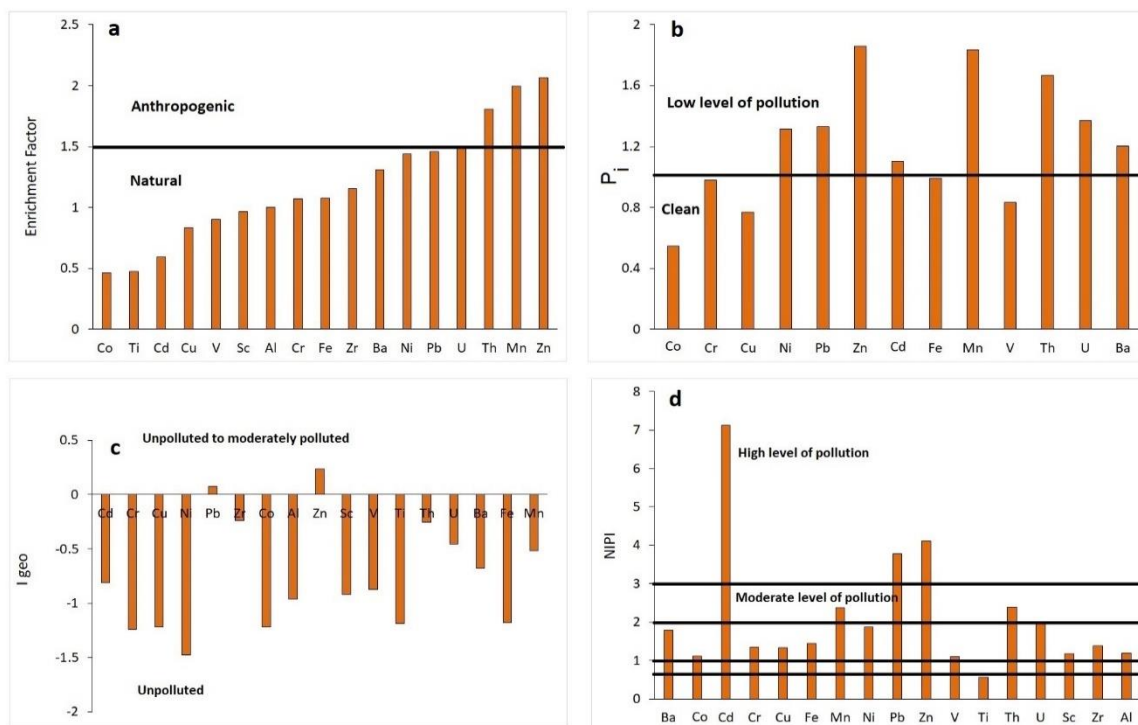 a
2.5
2
1.5
1
0.5
0
Enrichment Factor
Anthropogenic
Natural
Co Ti Cd Cu V Sc Al Cr Fe Zr Ba Ni Pb U Th Mn Zn
b
2
1.6
1.2
0.8
0.4
0
Pi
Low level of pollution
Clean
Co Cr Cu Ni Pb Zn Cd Fe Mn V Th U Ba
c
0.5
0
-0.5
-1
-1.5
-2
I geo
Unpolluted to moderately polluted
Cd Cr Cu Ni Pb Zr Co Al Zn Sc V Ti Th U Ba Fe Mn
Unpolluted
d
8
7
6
5
4
3
2
1
0
NIPI
High level of pollution
Moderate level of pollution
Ba Co Cd Cr Cu Fe Mn Ni Pb Zn V Ti Th U Sc Zr Al